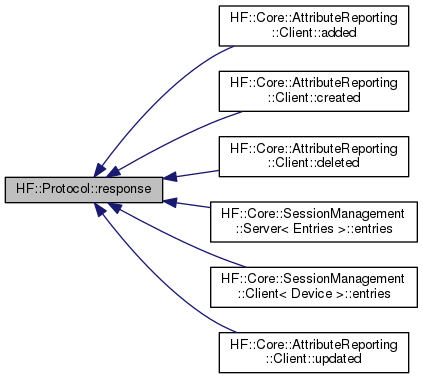 HF::Core::AttributeReporting
::Client::added
HF::Core::AttributeReporting
::Client::created
HF::Core::AttributeReporting
::Client::deleted
HF::Protocol::response
HF::Core::SessionManagement
::Server< Entries >::entries
HF::Core::SessionManagement
::Client< Device >::entries
HF::Core::AttributeReporting
::Client::updated